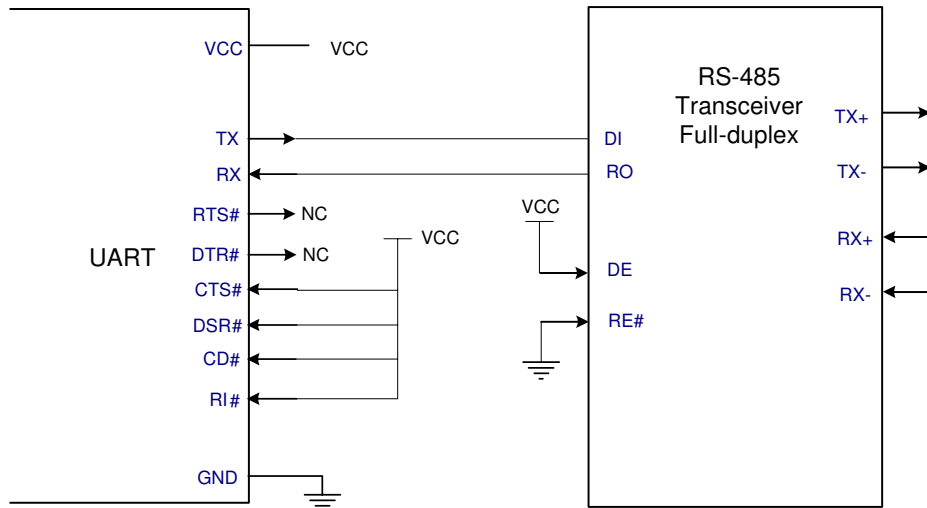 VCC
VCC
TX
RX
RTS#
NC
DTR#
NC
UART
CTS#
DSR#
CD#
RI#
GND
VCC
VCC
RS-485
Transceiver
Full-duplex
DI
RO
DE
RE#
TX+
TX-
RX+
RX-